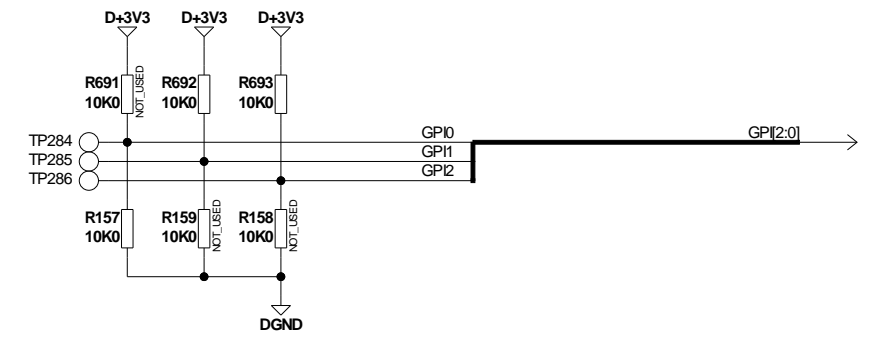 D+3V3 D+3V3 D+3V3
R691 10K0 NOT_USED
R692 10K0
R693 10K0
TP284 GPI0 GPI[2:0]
TP285 GPI1
TP286 GPI2
R157 10K0
R159 10K0 NOT_USED
R158 10K0 NOT_USED
DGND